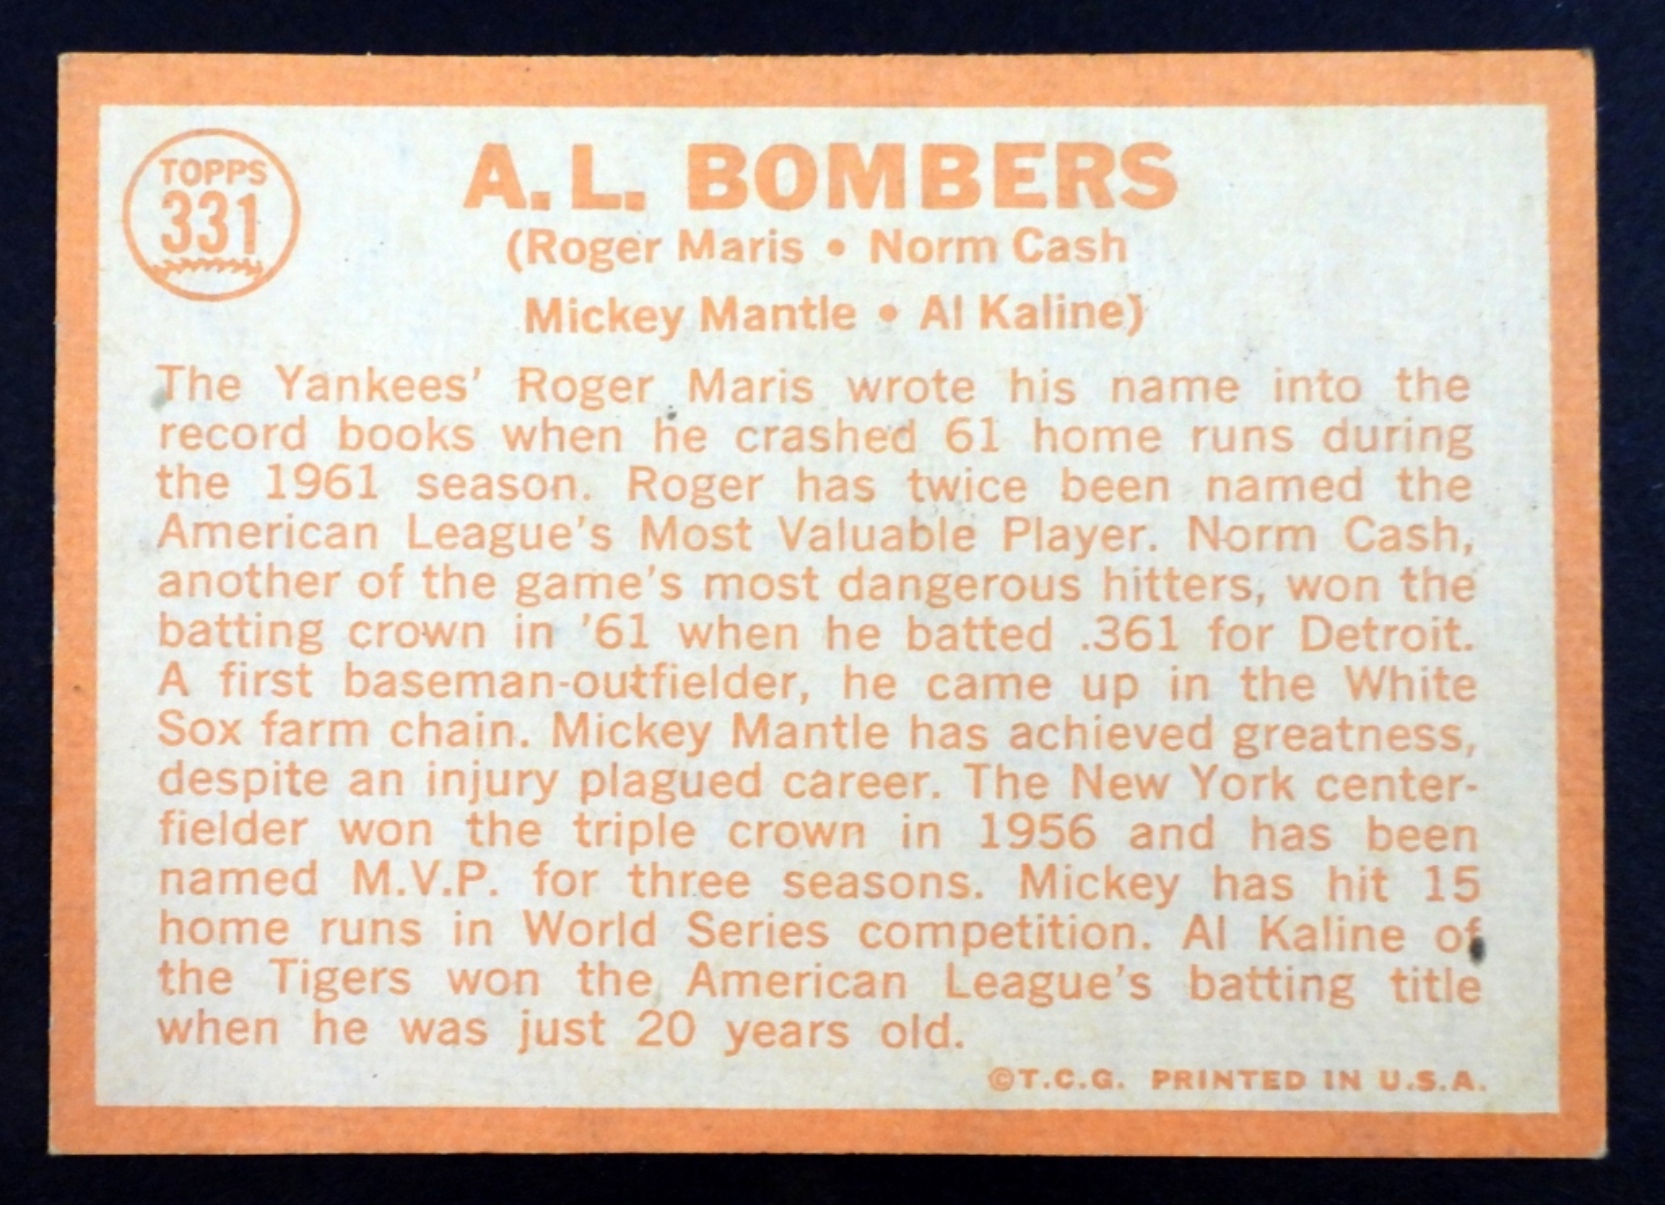 TOPPS
331
A.L. BOMBERS
(Roger Maris • Norm Cash
Mickey Mantle • Al Kaline)
The Yankees' Roger Maris wrote his name into the
record books when he crashed 61 home runs during
the 1961 season. Roger has twice been named the
American League's Most Valuable Player. Norm Cash,
another of the game's most dangerous hitters, won the
batting crown in '61 when he batted .361 for Detroit.
A first baseman-outfielder, he came up in the White
Sox farm chain. Mickey Mantle has achieved greatness,
despite an injury plagued career. The New York center-
fielder won the triple crown in 1956 and has been
named M.V.P. for three seasons. Mickey has hit 15
home runs in World Series competition. Al Kaline of
the Tigers won the American League's batting title
when he was just 20 years old.
©T.C.G. PRINTED IN U.S.A.